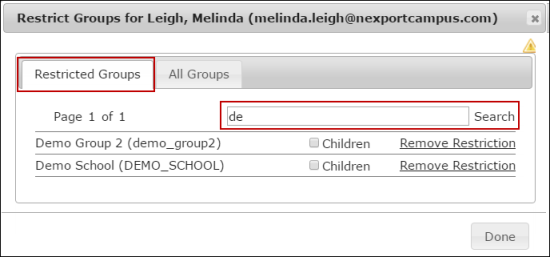 Restrict Groups for Leigh, Melinda (melinda.leigh@nexportcampus.com)
Restricted Groups All Groups
Page 1 of 1 de Search
Demo Group 2 (demo_group2) Children Remove Restriction
Demo School (DEMO_SCHOOL) Children Remove Restriction
Done